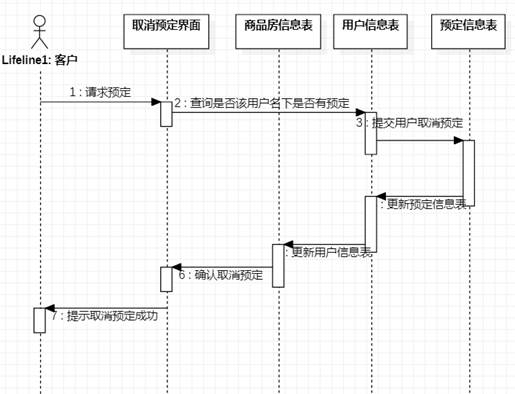 取消预定界面
商品房信息表
用户信息表
预定信息表
Lifeline1: 客户
1 : 请求预定
2 : 查询是否该用户名下是否有预定
3 : 提交用户取消预定
: 更新预定信息表
: 更新用户信息表
6 : 确认取消预定
7 : 提示取消预定成功